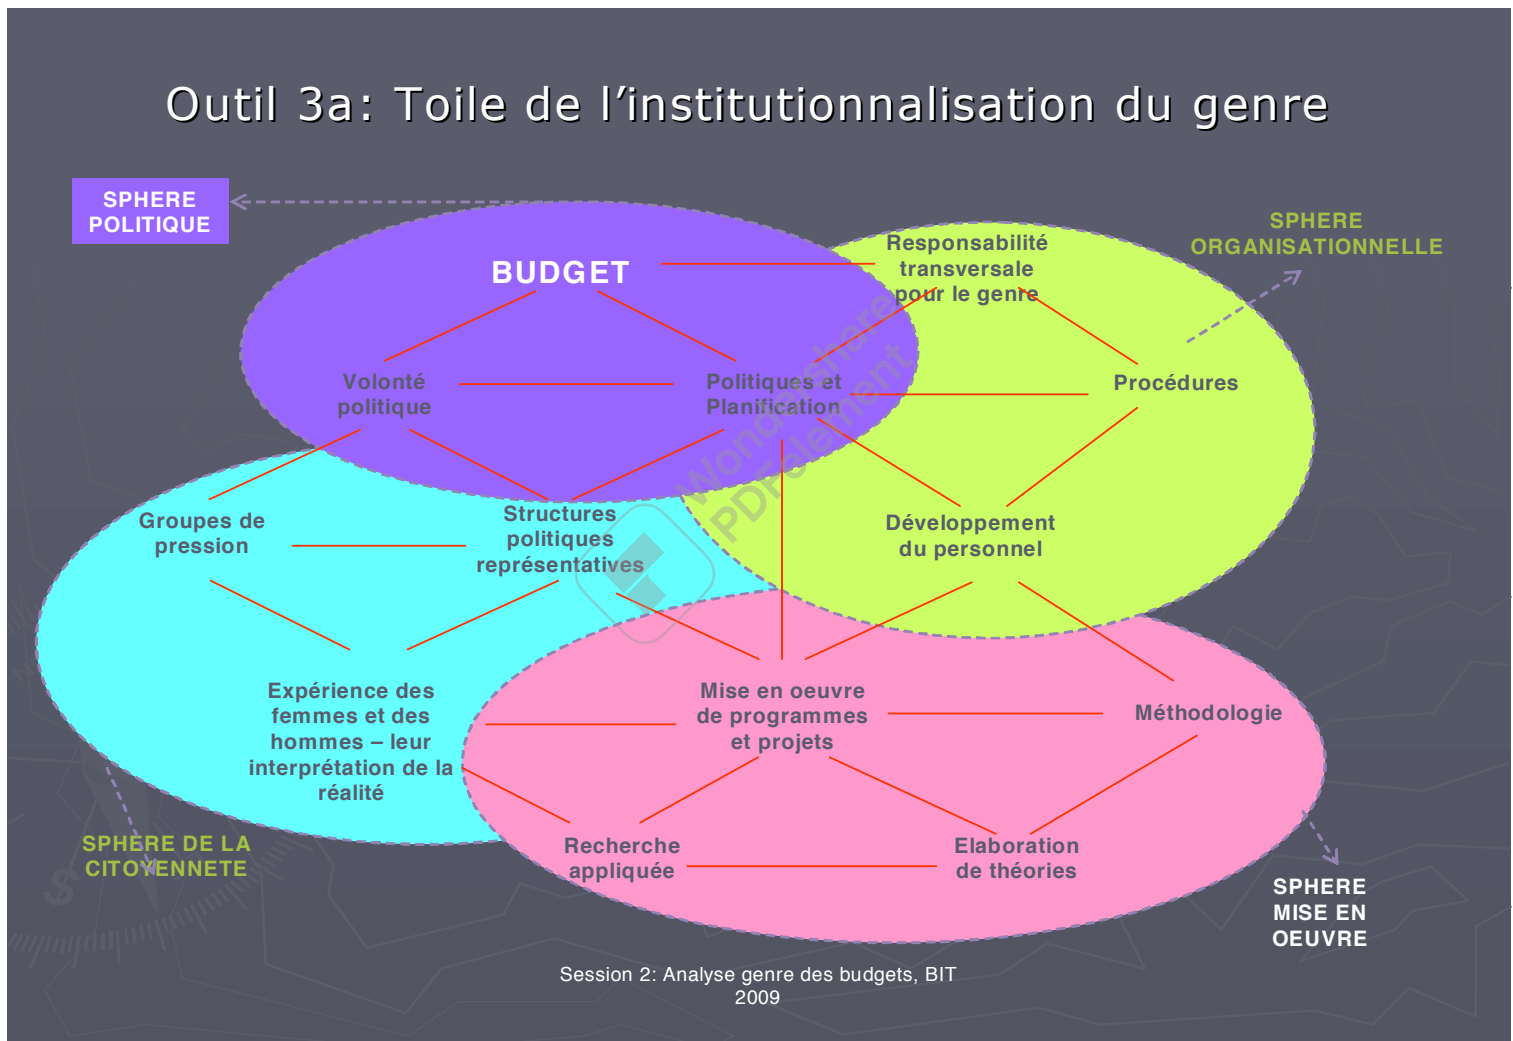 Outil 3a: Toile de l’institutionnalisation du genre
SPHERE
POLITIQUE
SPHERE
ORGANISATIONNELLE
BUDGET
Responsabilité
transversale
pour le genre
Volonté
politique
Politiques et
Planification
Procédures
Groupes de
pression
Structures
politiques
représentatives
Développement
du personnel
Wondershare
PDFelement
Expérience des
femmes et des
hommes – leur
interprétation de la
réalité
Mise en oeuvre
de programmes
et projets
Méthodologie
SPHERE DE LA
CITOYENNETE
Recherche
appliquée
Elaboration
de théories
SPHERE
MISE EN
OEUVRE
Session 2: Analyse genre des budgets, BIT
2009